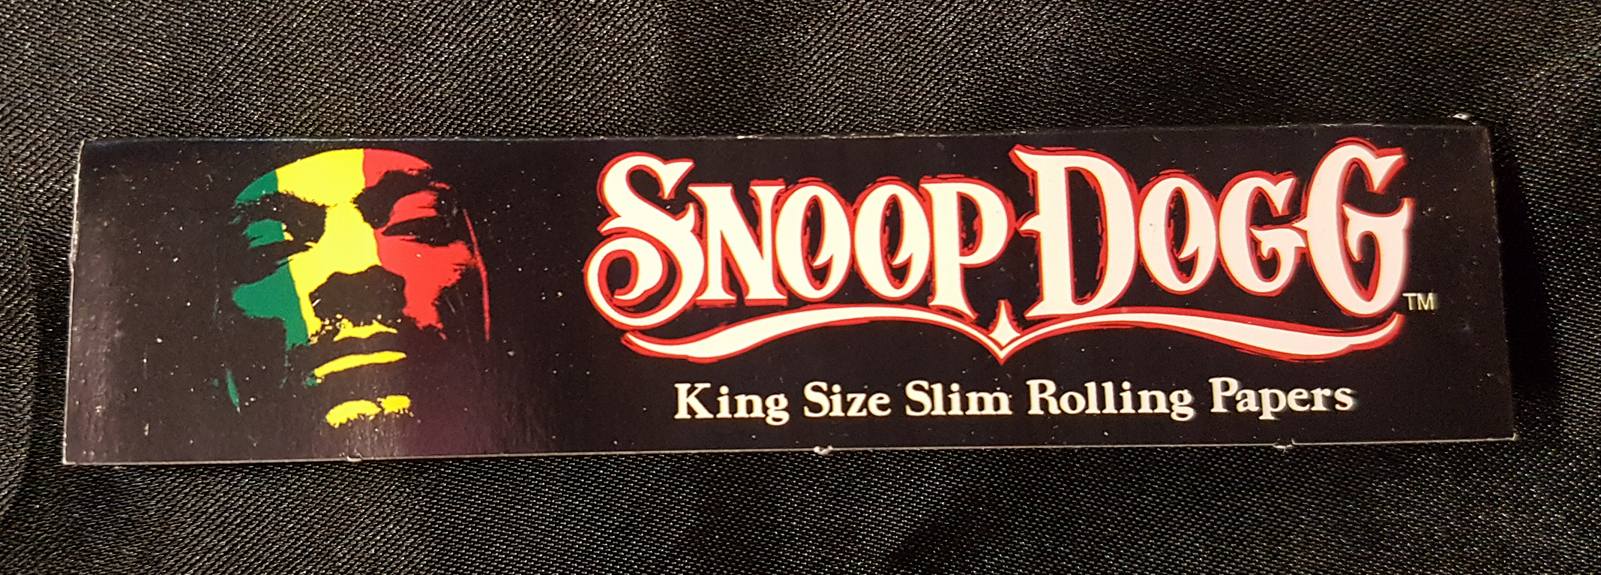 SNOOP DOGG™
King Size Slim Rolling Papers